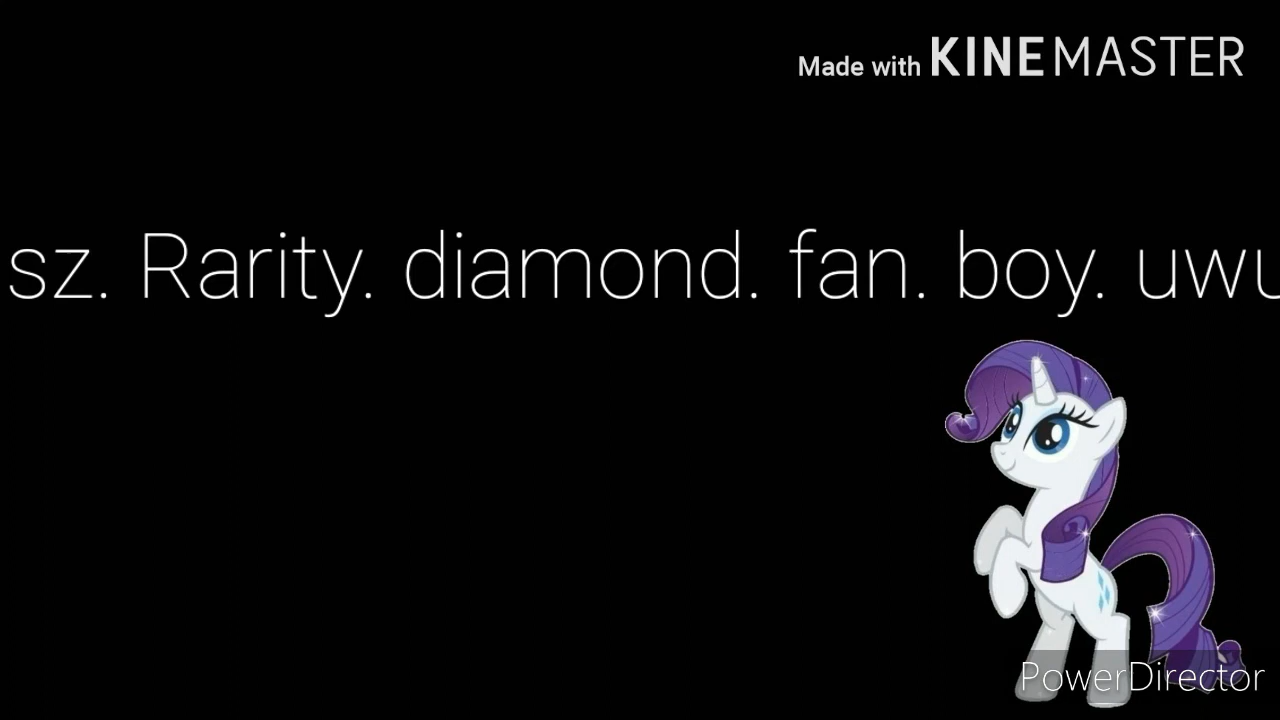 Made with KINEMASTER
sz. Rarity. diamond. fan. boy. uwu
PowerDirector